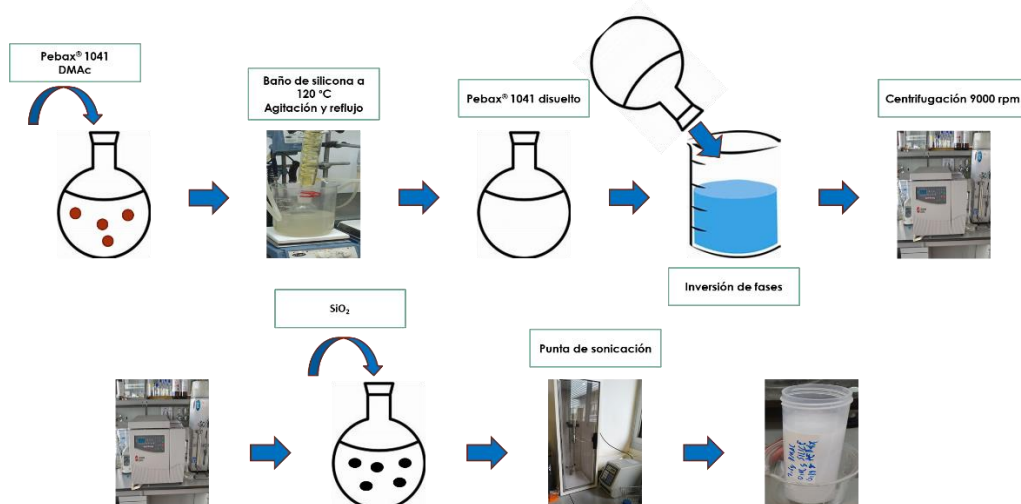 Pebax® 1041
DMAc
Baño de silicona a
120 °C
Agitación y reflujo
Pebax® 1041 disuelto
Centrifugación 9000 rpm
Inversión de fases
SiO₂
Punta de sonicación